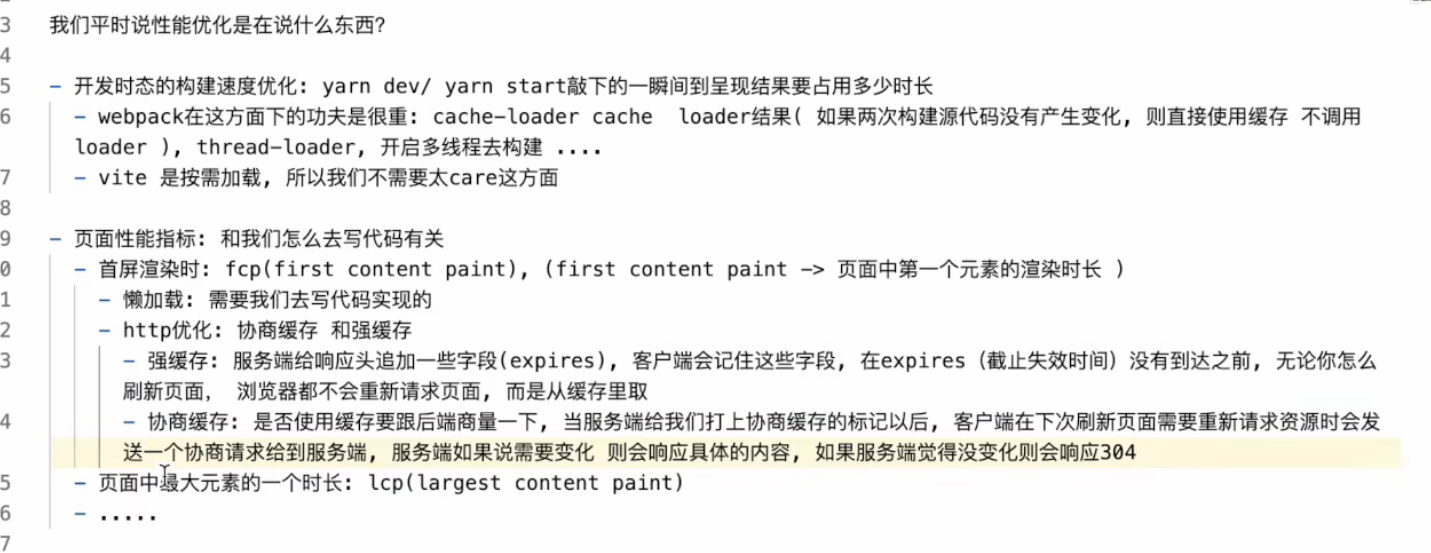 3 我们平时说性能优化是在说什么东西?
4
5 - 开发时态的构建速度优化: yarn dev/ yarn start敲下的一瞬间到呈现结果要占用多少时长
6 - webpack在这方面下的功夫是很重: cache-loader cache  loader结果( 如果两次构建源代码没有产生变化, 则直接使用缓存 不调用
loader ), thread-loader, 开启多线程去构建 ....
7 - vite 是按需加载, 所以我们不需要太care这方面
8
9 - 页面性能指标: 和我们怎么去写代码有关
0 - 首屏渲染时: fcp(first content paint), (first content paint -> 页面中第一个元素的渲染时长 )
1 - 懒加载: 需要我们去写代码实现的
2 - http优化: 协商缓存 和强缓存
3 - 强缓存: 服务端给响应头追加一些字段(expires), 客户端会记住这些字段, 在expires（截止失效时间）没有到达之前, 无论你怎么
刷新页面, 浏览器都不会重新请求页面, 而是从缓存里取
4 - 协商缓存: 是否使用缓存要跟后端商量一下, 当服务端给我们打上协商缓存的标记以后, 客户端在下次刷新页面需要重新请求资源时会发
送一个协商请求给到服务端, 服务端如果说需要变化 则会响应具体的内容, 如果服务端觉得没变化则会响应304
5 - 页面中最大元素的一个时长: lcp(largest content paint)
6 - .....
7